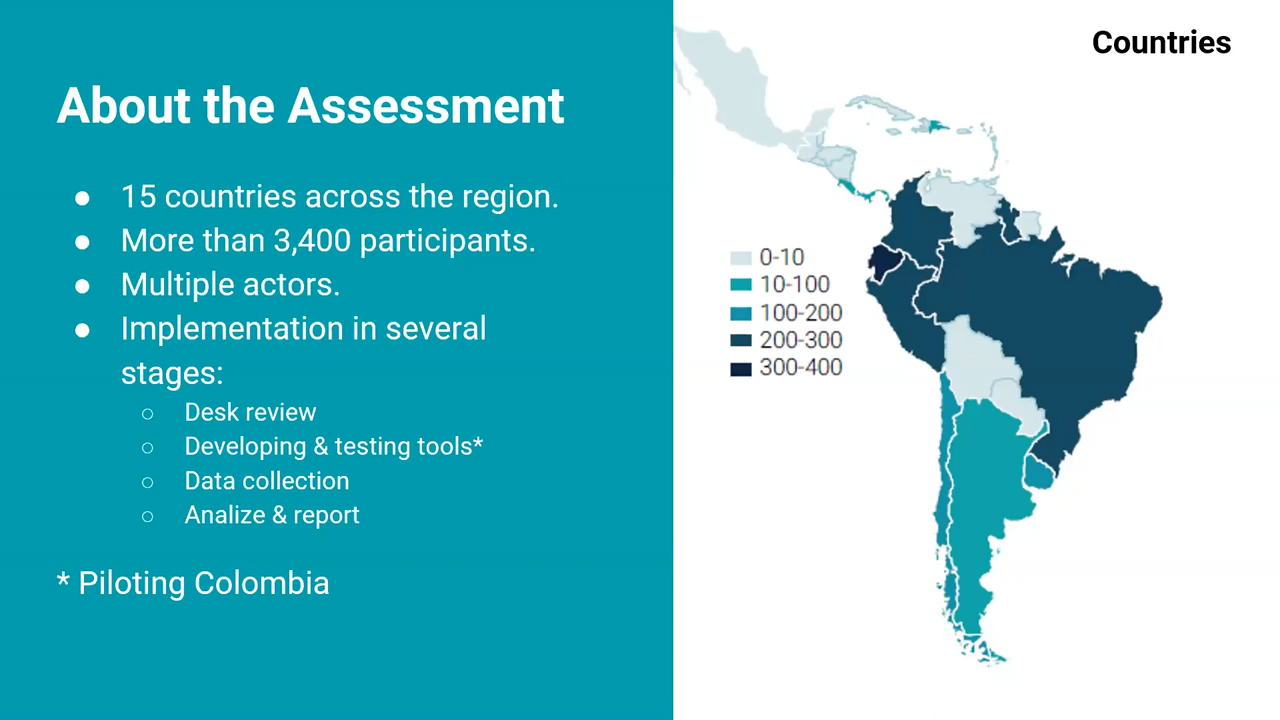 About the Assessment
● 15 countries across the region.
● More than 3,400 participants.
● Multiple actors.
● Implementation in several
stages:
○ Desk review
○ Developing & testing tools*
○ Data collection
○ Analize & report
* Piloting Colombia
Countries
0-10
10-100
100-200
200-300
300-400